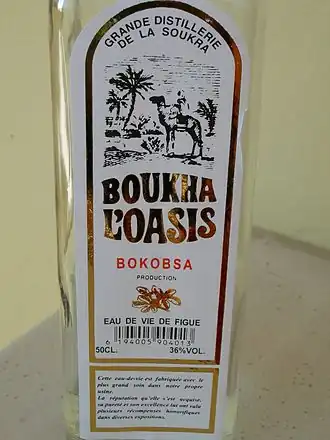 GRANDE DISTILLERIE
DE LA SOUKRA
BOUKHA
L'OASIS
BOKOBSA
PRODUCTION
EAU DE VIE DE FIGUE
6 194005 904013
50CL. 36%VOL.
Cette eau-de-vie est fabriquée avec le
plus grand soin dans notre propre
usine
La réputation qu'elle s'est acquise,
sa pureté et son excellence lui ont valu
plusieurs récompenses honorifiques
dans diverses expositions.